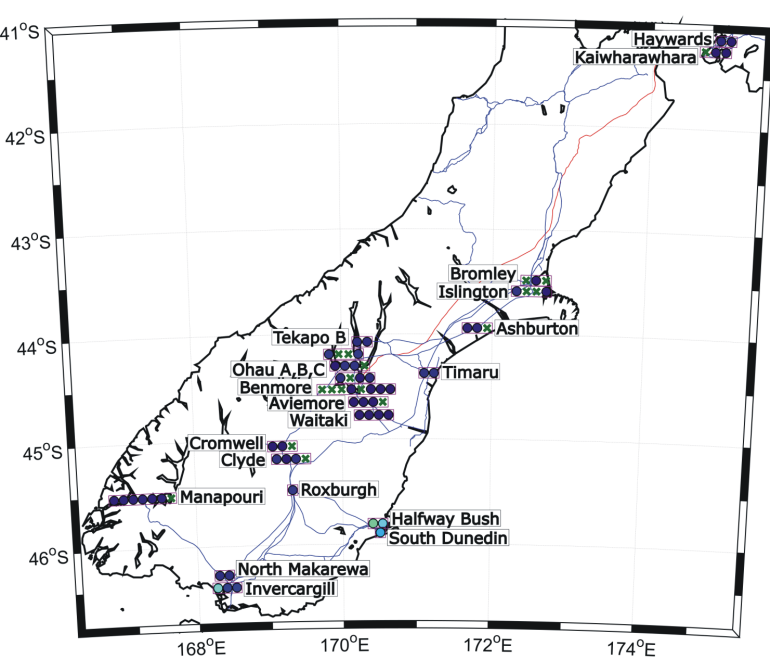 41°S
Haywards
Kaiwharawhara
42°S
43°S
Bromley
Islington
Ashburton
44°S
Tekapo B
Ohau A,B,C
Timaru
Benmore
Aviemore
Waitaki
45°S
Cromwell
Clyde
Roxburgh
Manapouri
Halfway Bush
South Dunedin
46°S
North Makarewa
Invercargill
168°E
170°E
172°E
174°E